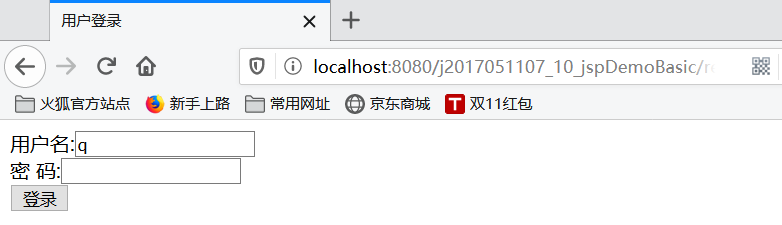 用户登录
localhost:8080/j2017051107_10_jspDemoBasic/re
火狐官方站点 新手上路 常用网址 京东商城 T 双11红包
用户名:q
密 码:
登录